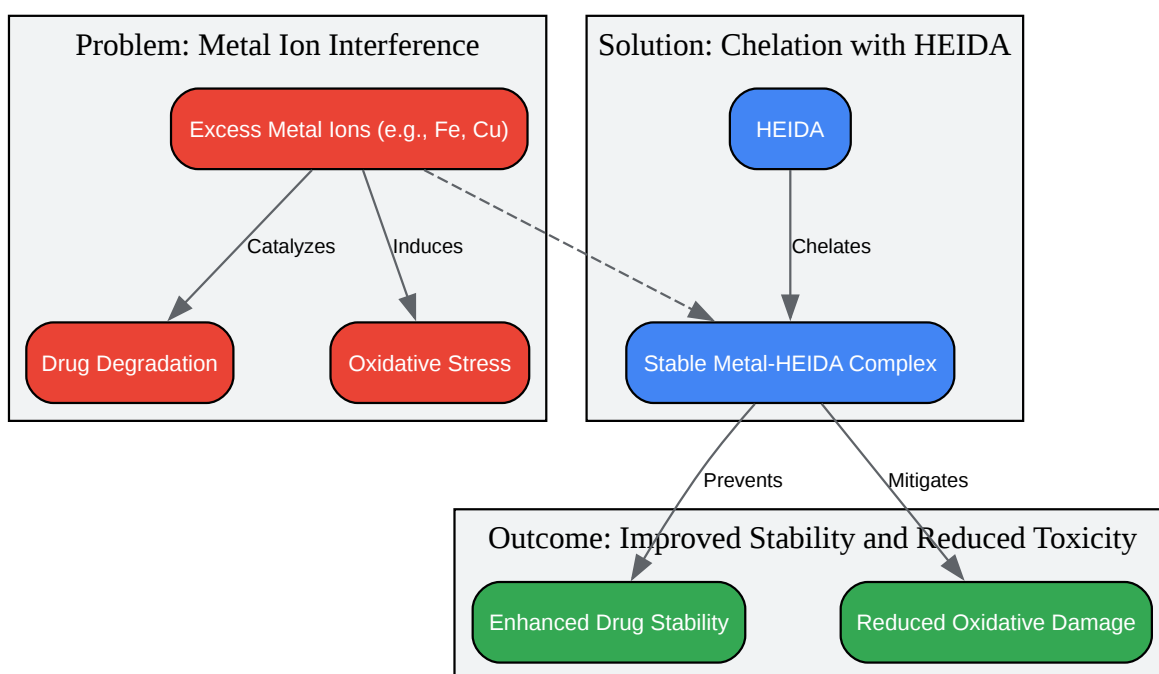 Problem: Metal Ion Interference
Solution: Chelation with HEIDA
Excess Metal Ions (e.g., Fe, Cu)
HEIDA
Catalyzes
Induces
Chelates
Drug Degradation
Oxidative Stress
Stable Metal-HEIDA Complex
Prevents
Mitigates
Outcome: Improved Stability and Reduced Toxicity
Enhanced Drug Stability
Reduced Oxidative Damage